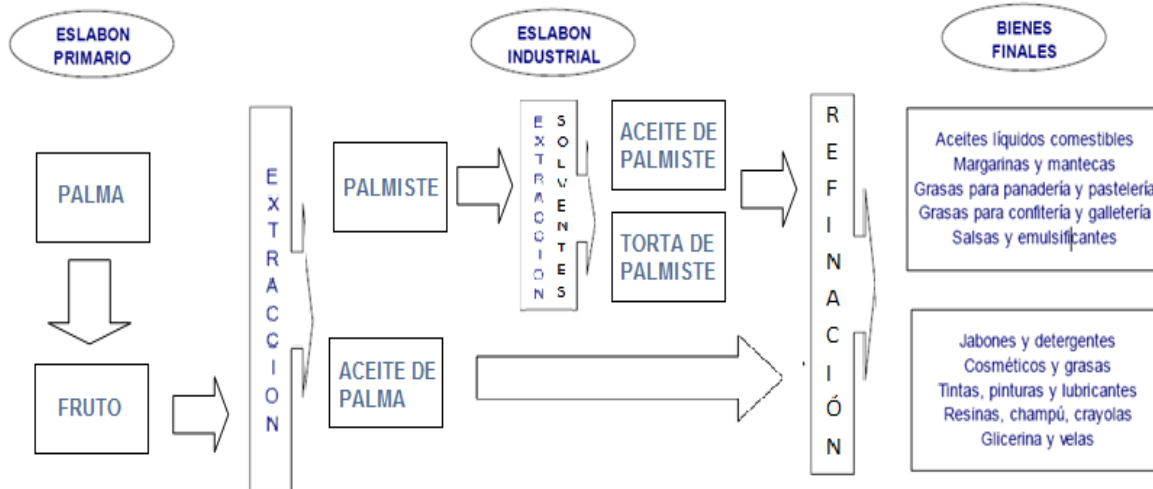 ESLABON
PRIMARIO
ESLABON
INDUSTRIAL
BIENES
FINALES
PALMA
FRUTO
EXTRACCION
PALMISTE
ACEITE DE
PALMA
EXTRACCION
SOLVENTES
ACEITE DE
PALMISTE
TORTA DE
PALMISTE
REFINACIÓN
Aceites líquidos comestibles
Margarinas y mantecas
Grasas para panadería y pastelería
Grasas para confitería y galletería
Salsas y emulsificantes
Jabones y detergentes
Cosméticos y grasas
Tintas, pinturas y lubricantes
Resinas, champú, crayolas
Glicerina y velas